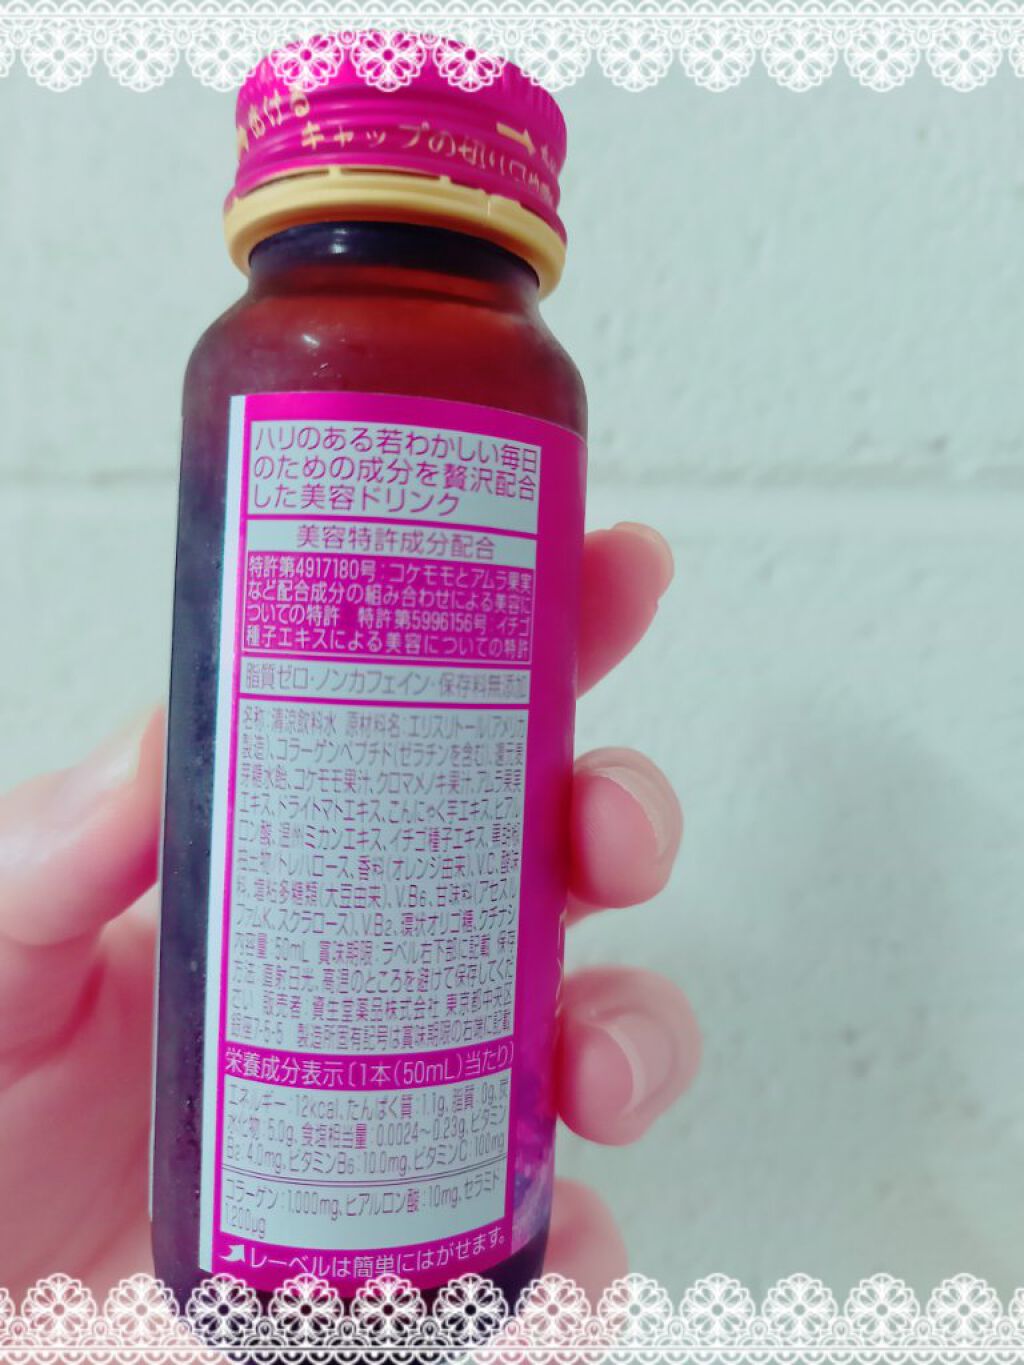 あける
キャップの切り口
ハリのある若わかしい毎日
のための成分を贅沢配合
した美容ドリンク
美容特許成分配合
特許第4917180号:コケモモとアムラ果実
など配合成分の組み合わせによる美容に
ついての特許 特許第5996156号:イチゴ
種子エキスによる美容についての特許
脂質ゼロ・ノンカフェイン・保存料無添加
名称:清涼飲料水 原材料名:エリスリトール(アメリカ
製造)、コラーゲンペプチド(ゼラチンを含む)、還元麦
芽糖水飴、コケモモ果汁、クロマメノキ果汁、アムラ果実
エキス、ドライトマトエキス、こんにゃく芋エキス、ヒアル
ロン酸、温州ミカンエキス、イチゴ種子エキス、黒胡椒
/トレハロース、香料(オレンジ由来)、V.C、酸味
料、増粘多糖類(大豆由来)、V.B6、甘味料(アセスル
ファムK、スクラロース)、V.B2、環状オリゴ糖、クチナシ
内容量:50mL 賞味期限:ラベル右下部に記載 保存
方法:直射日光、高温のところを避けて保存してくだ
さい 販売者:資生堂薬品株式会社 東京都中央区
銀座7-5-5 製造所固有記号は賞味期限の右端に記載
栄養成分表示〔1本(50mL)当たり〕
エネルギー:12kcal、たんぱく質:1.1g、脂質:0g、炭
水化物:5.0g、食塩相当量:0.0024～0.23g、ビタミン
B2:4.0mg、ビタミンB6:10.0mg、ビタミンC:100mg
コラーゲン:1,000mg、ヒアルロン酸:10mg、セラミド:
1200μg
レーベルは簡単にはがせます。